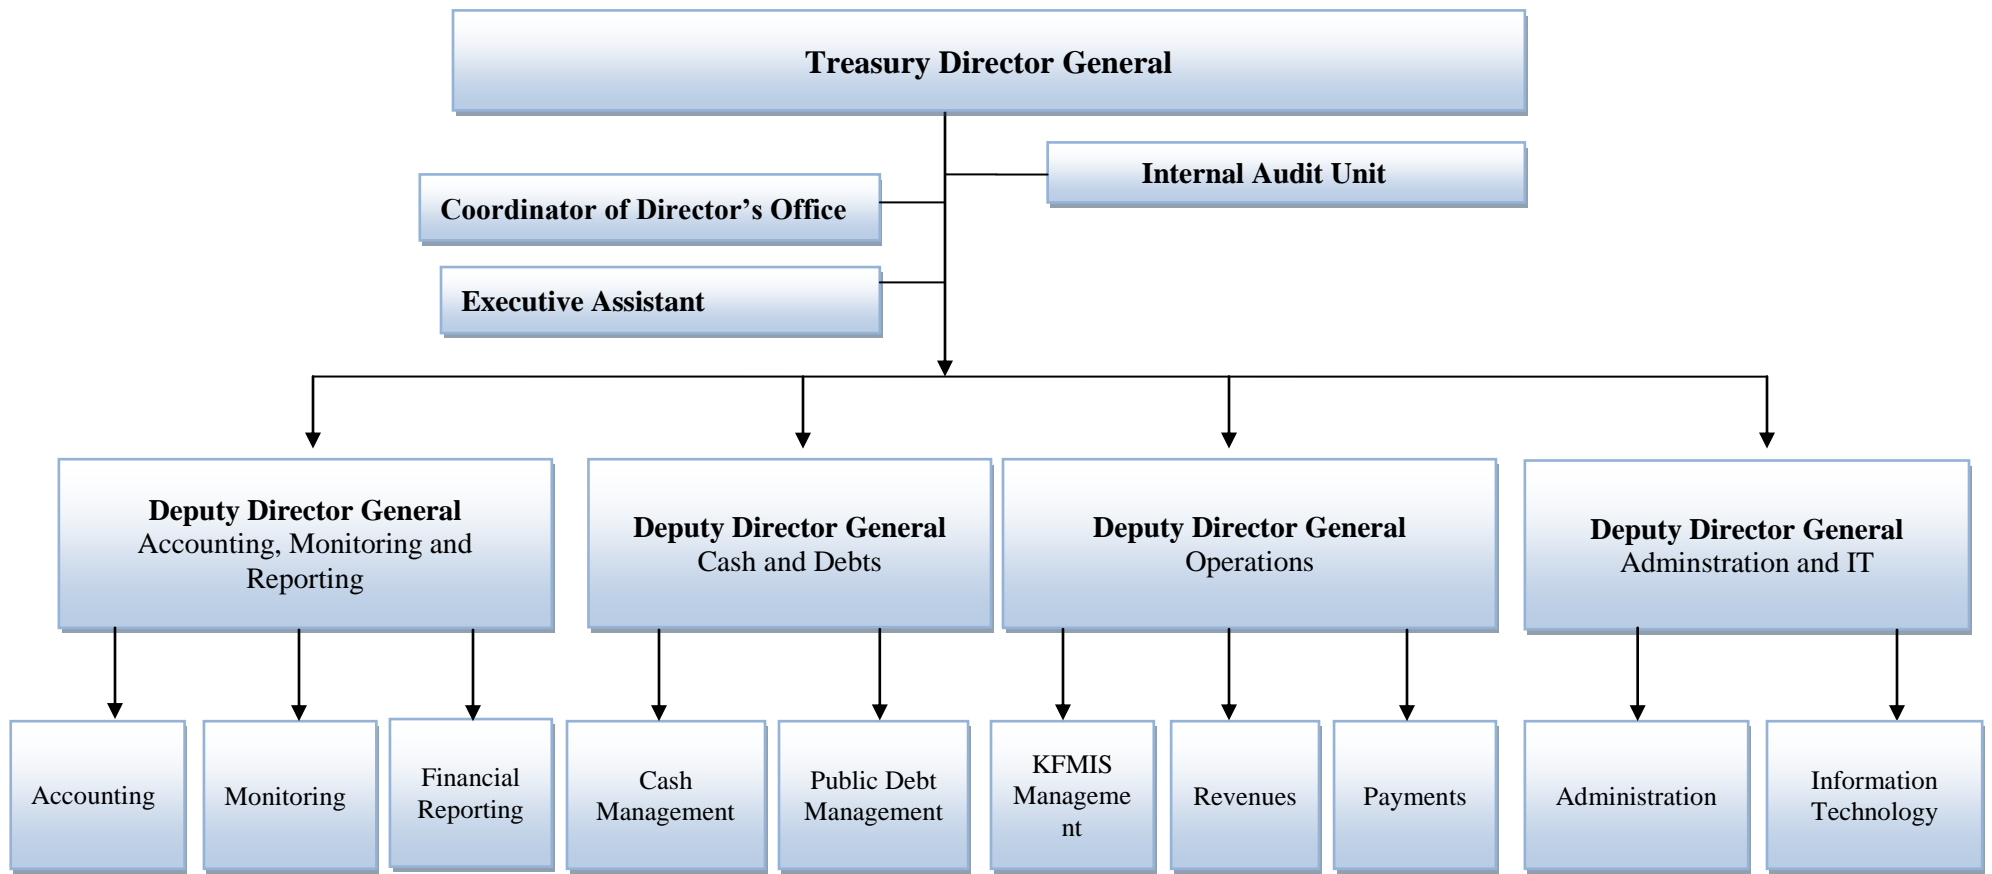 Treasury Director General
Internal Audit Unit
Coordinator of Director’s Office
Executive Assistant
Deputy Director General
Accounting, Monitoring and
Reporting
Deputy Director General
Cash and Debts
Deputy Director General
Operations
Deputy Director General
Adminstration and IT
Accounting
Monitoring
Financial
Reporting
Cash
Management
Public Debt
Management
KFMIS
Manageme
nt
Revenues
Payments
Administration
Information
Technology